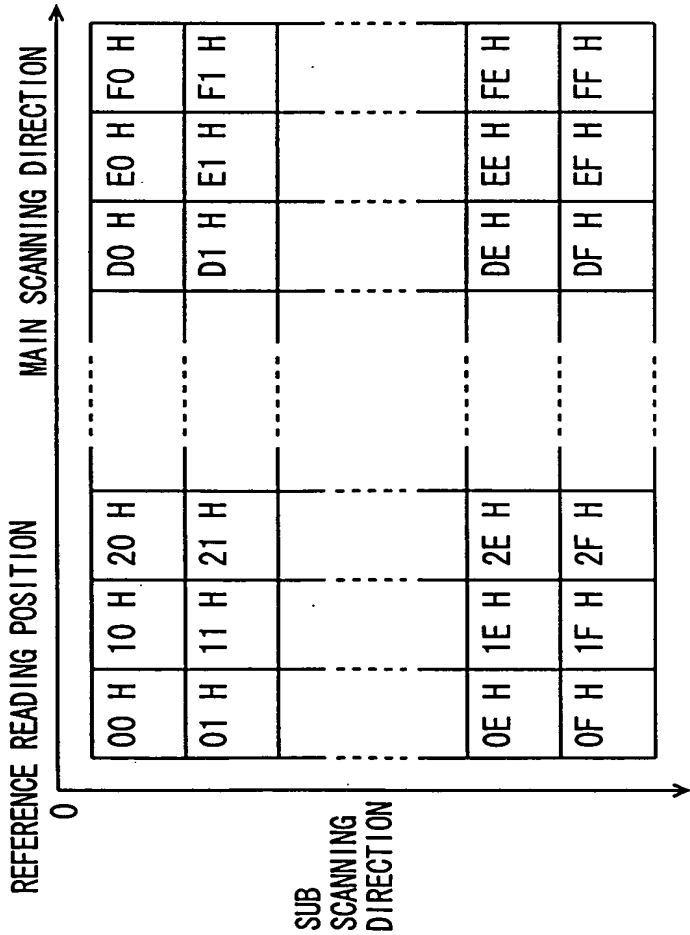 REFERENCE READING POSITION
MAIN SCANNING DIRECTION
0
SUB
SCANNING
DIRECTION
00 H 10 H 20 H D0 H E0 H F0 H
01 H 11 H 21 H D1 H E1 H F1 H
0E H 1E H 2E H DE H EE H FE H
0F H 1F H 2F H DF H EF H FF H